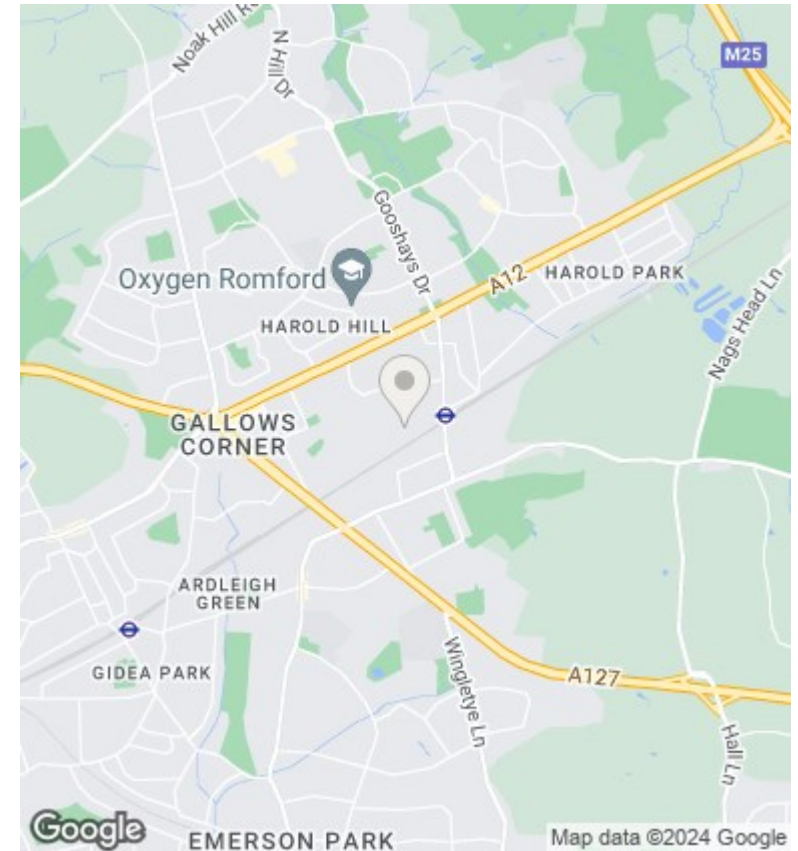 Noak Hill Rd
N Hill Dr
M25
Gooshays Dr
Oxygen Romford
A12
HAROLD PARK
HAROLD HILL
Nags Head Ln
GALLOWS
CORNER
ARDLEIGH
GREEN
GIDEA PARK
Wingletye Ln
A127
Hall Ln
Google
EMERSON PARK
Map data ©2024 Google